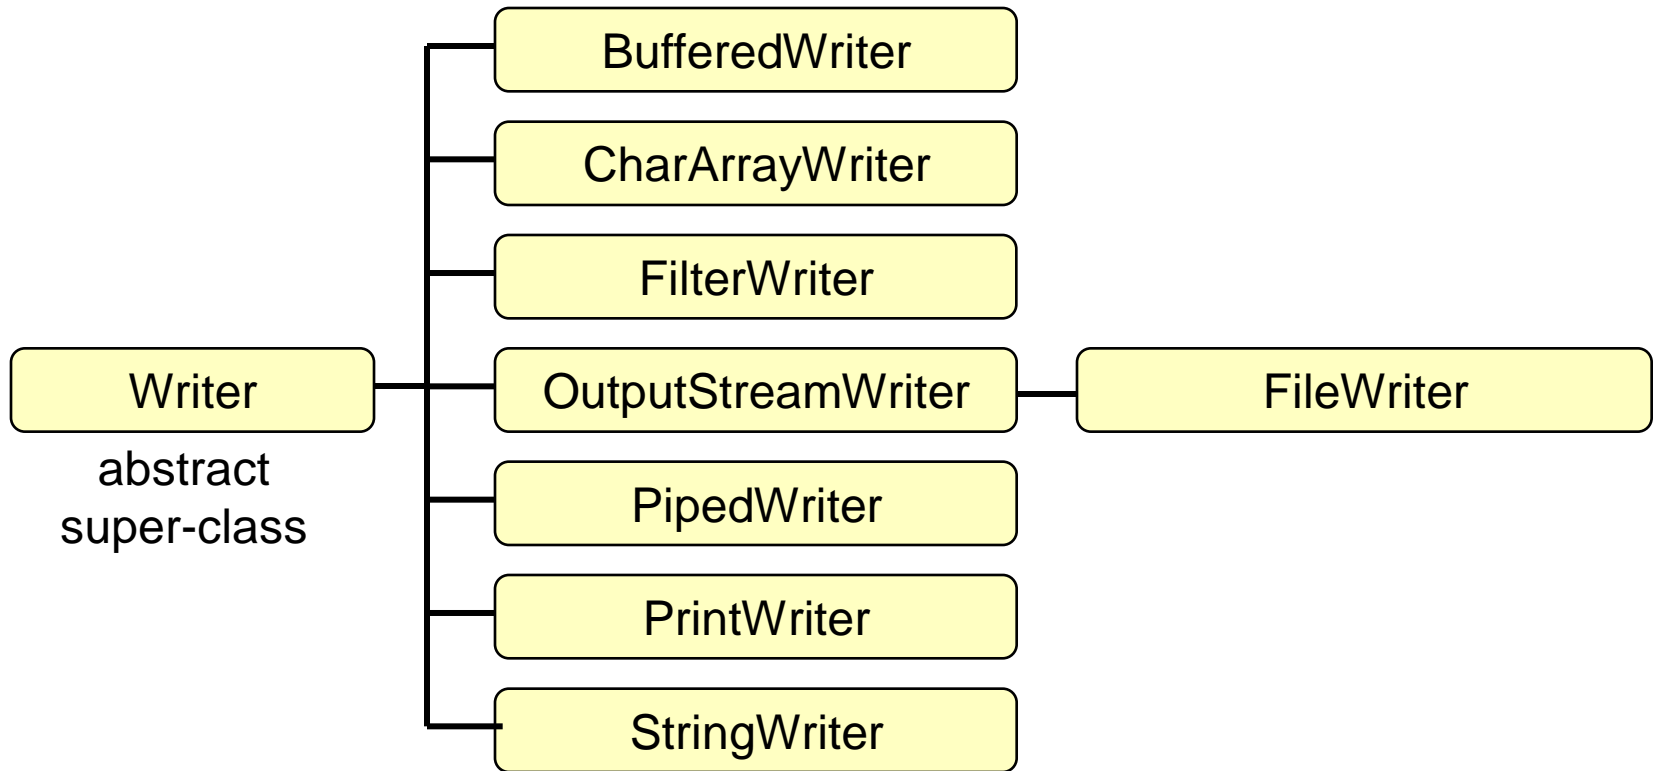 BufferedWriter
CharArrayWriter
FilterWriter
Writer
OutputStreamWriter
FileWriter
abstract
super-class
PipedWriter
PrintWriter
StringWriter